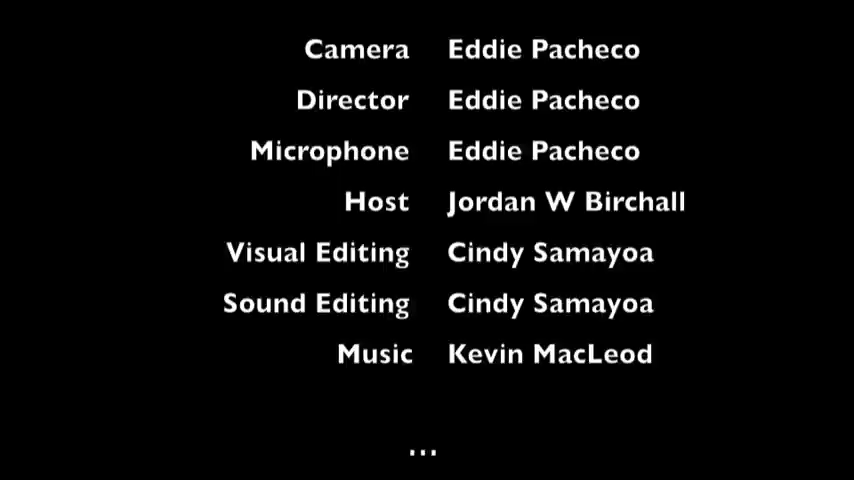 Camera Eddie Pacheco
Director Eddie Pacheco
Microphone Eddie Pacheco
Host Jordan W Birchall
Visual Editing Cindy Samayoa
Sound Editing Cindy Samayoa
Music Kevin MacLeod
...